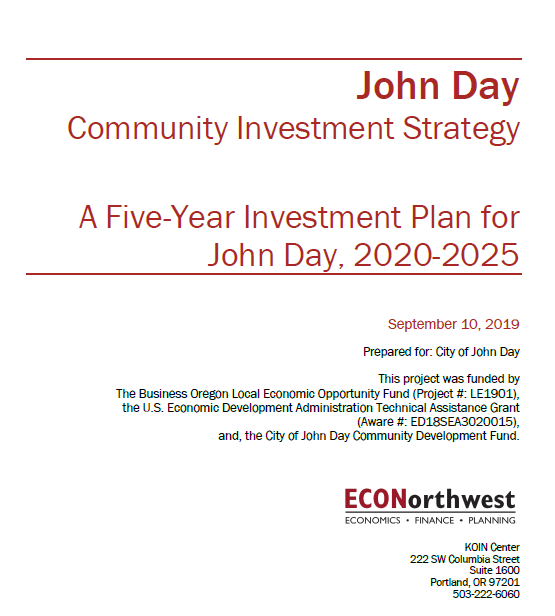 John Day
Community Investment Strategy
A Five-Year Investment Plan for
John Day, 2020-2025
September 10, 2019
Prepared for: City of John Day
This project was funded by
The Business Oregon Local Economic Opportunity Fund (Project #: LE1901),
the U.S. Economic Development Administration Technical Assistance Grant
(Aware #: ED18SEA3020015),
and, the City of John Day Community Development Fund.
ECONorthwest
ECONOMICS • FINANCE • PLANNING
KOIN Center
222 SW Columbia Street
Suite 1600
Portland, OR 97201
503-222-6060